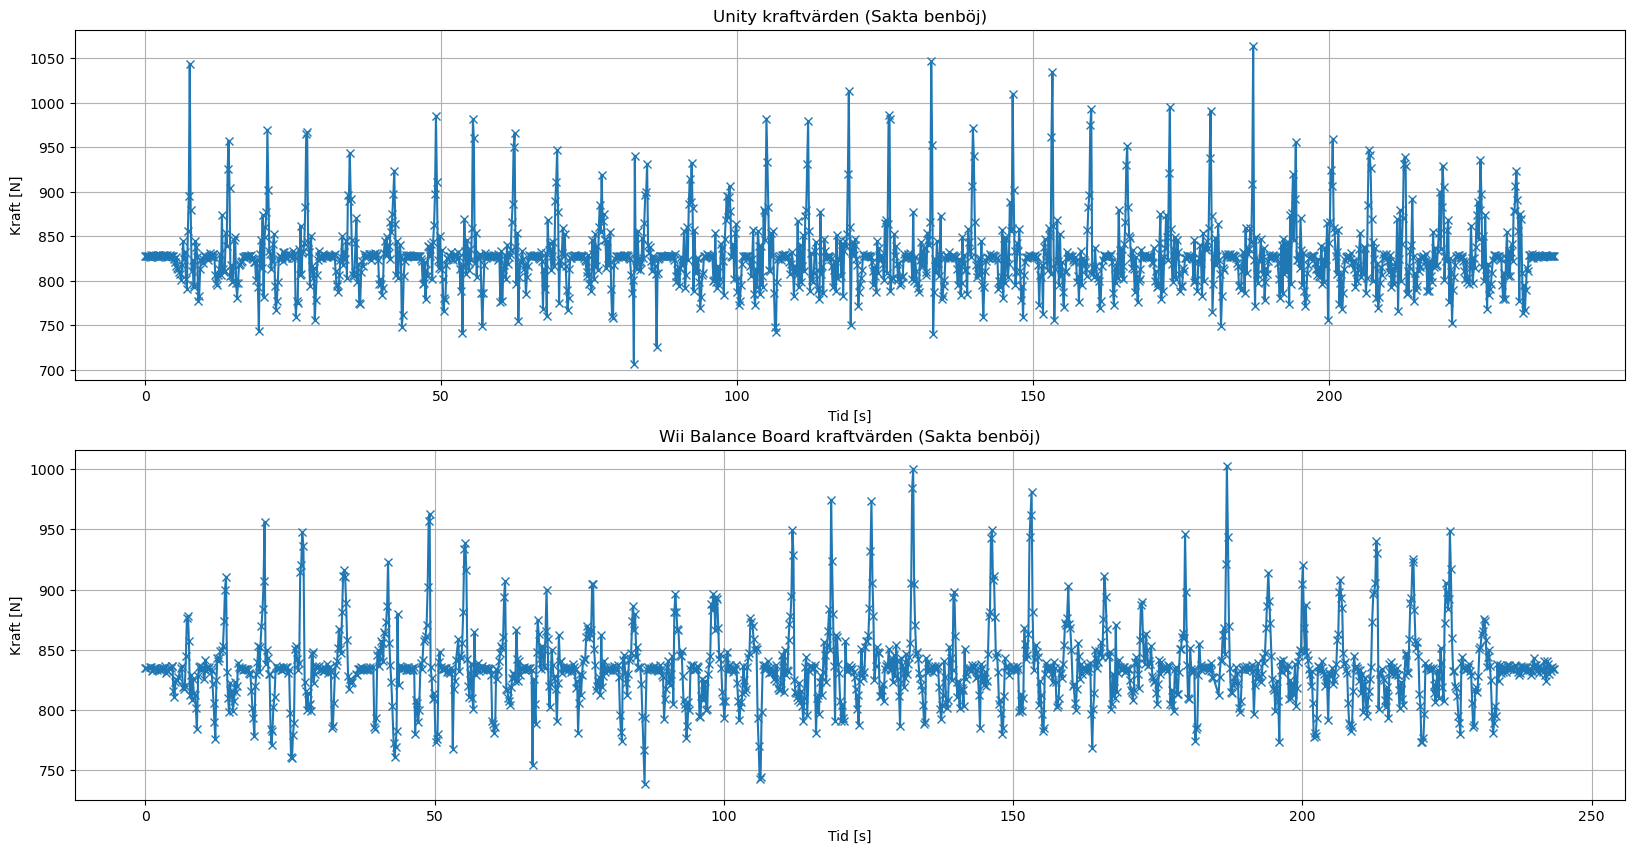 Unity kraftvärden (Sakta benböj)
1050
1000
950
900
850
800
750
700
Kraft [N]
0 50 100 150 200
Tid [s]
Wii Balance Board kraftvärden (Sakta benböj)
1000
950
900
850
800
750
Kraft [N]
0 50 100 150 200 250
Tid [s]